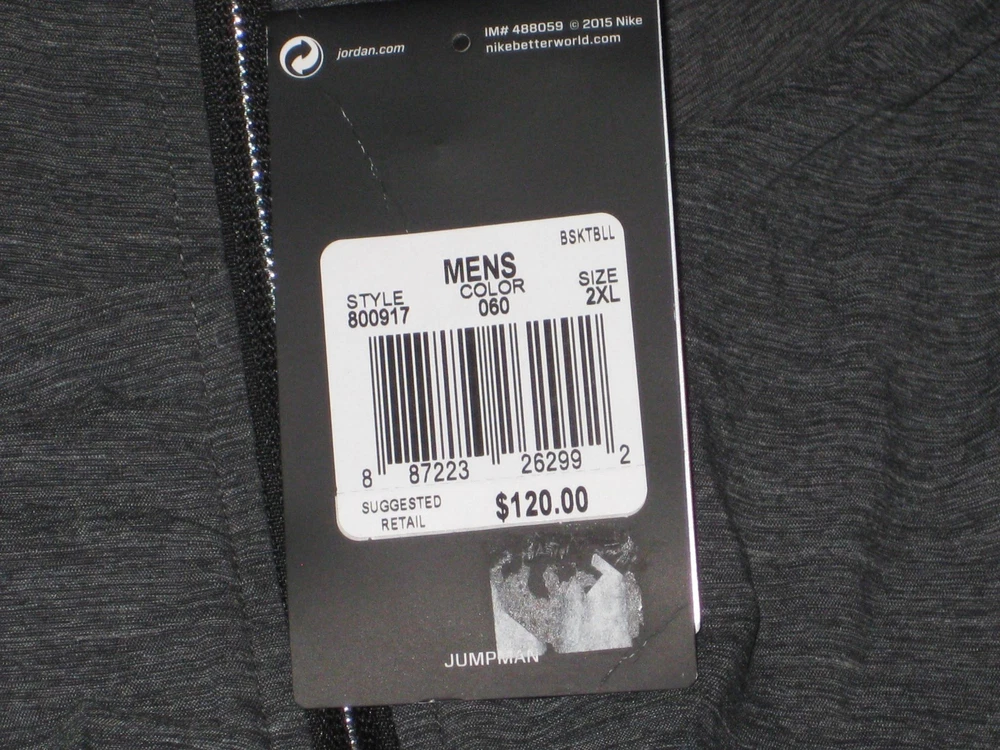 jordan.com
IM# 488059 © 2015 Nike
nikebetterworld.com
BSKTBLL
MENS
STYLE COLOR SIZE
800917 060 2XL
8 87223 26299 2
SUGGESTED
RETAIL
$120.00
JUMPMAN